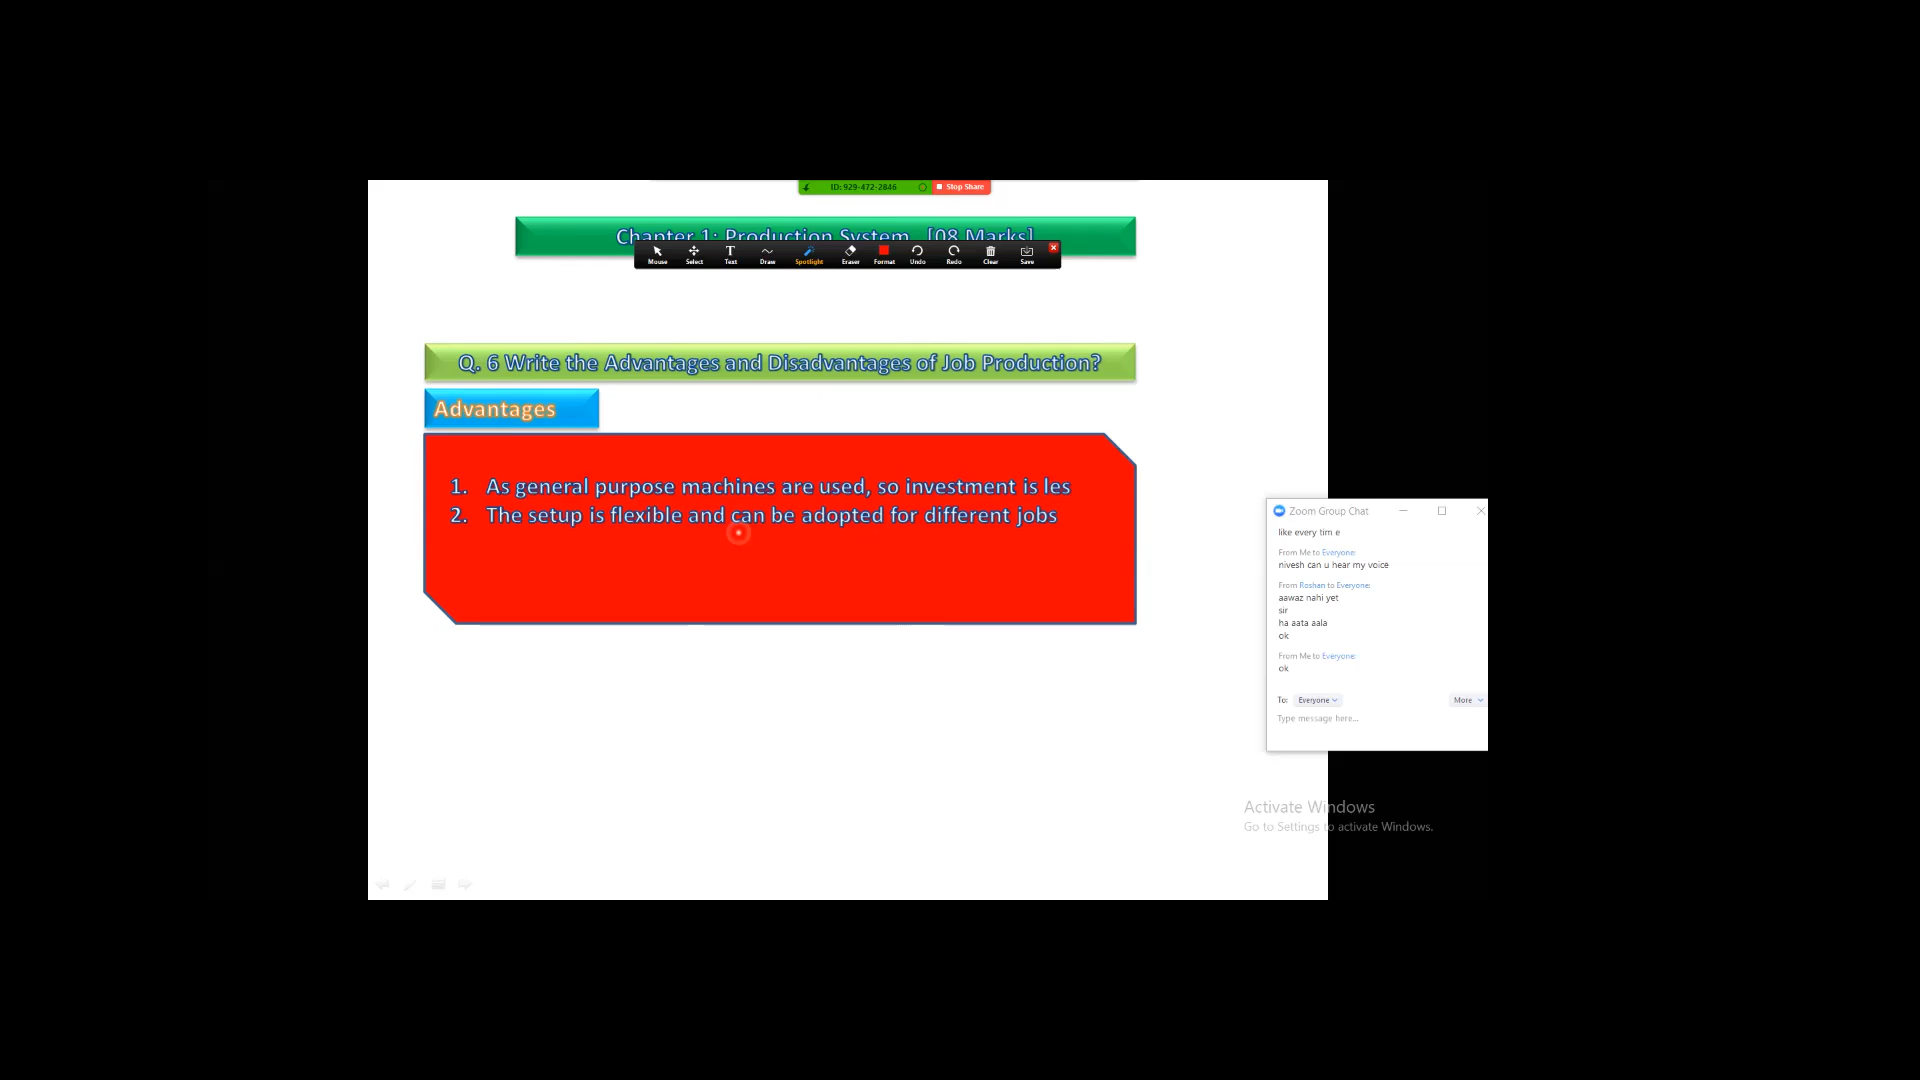 ID: 929-472-2846 Stop Share
Chapter 1: Production System [08 Marks]
Mouse Select Text Draw Spotlight Eraser Format Undo Redo Clear Save
Q. 6 Write the Advantages and Disadvantages of Job Production?
Advantages
1. As general purpose machines are used, so investment is les
2. The setup is flexible and can be adopted for different jobs
Zoom Group Chat
like every tim e
From Me to Everyone:
nivesh can u hear my voice
From Roshan to Everyone:
aawaz nahi yet
sir
ha aata aala
ok
From Me to Everyone:
ok
To: Everyone More
Type message here...
Activate Windows
Go to Settings to activate Windows.